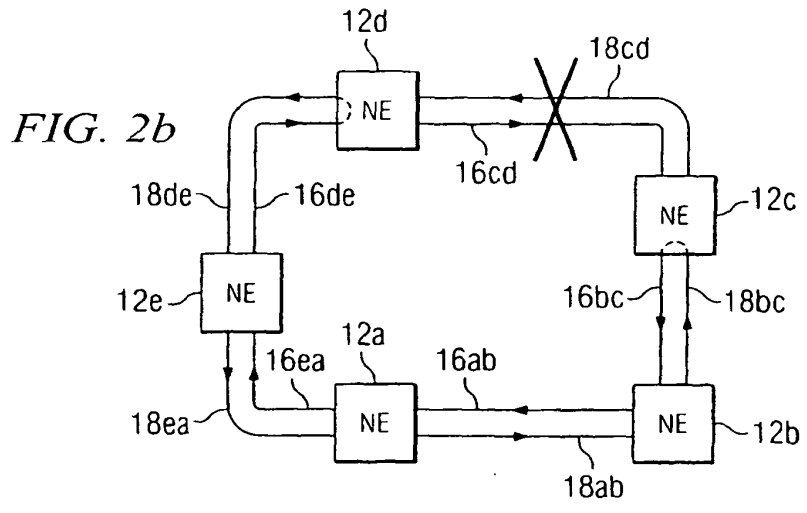 FIG. 2b
12d
NE
18cd
16cd
12c
NE
18de
16de
16bc
18bc
12e
NE
12a
NE
16ea
16ab
18ea
18ab
NE
12b